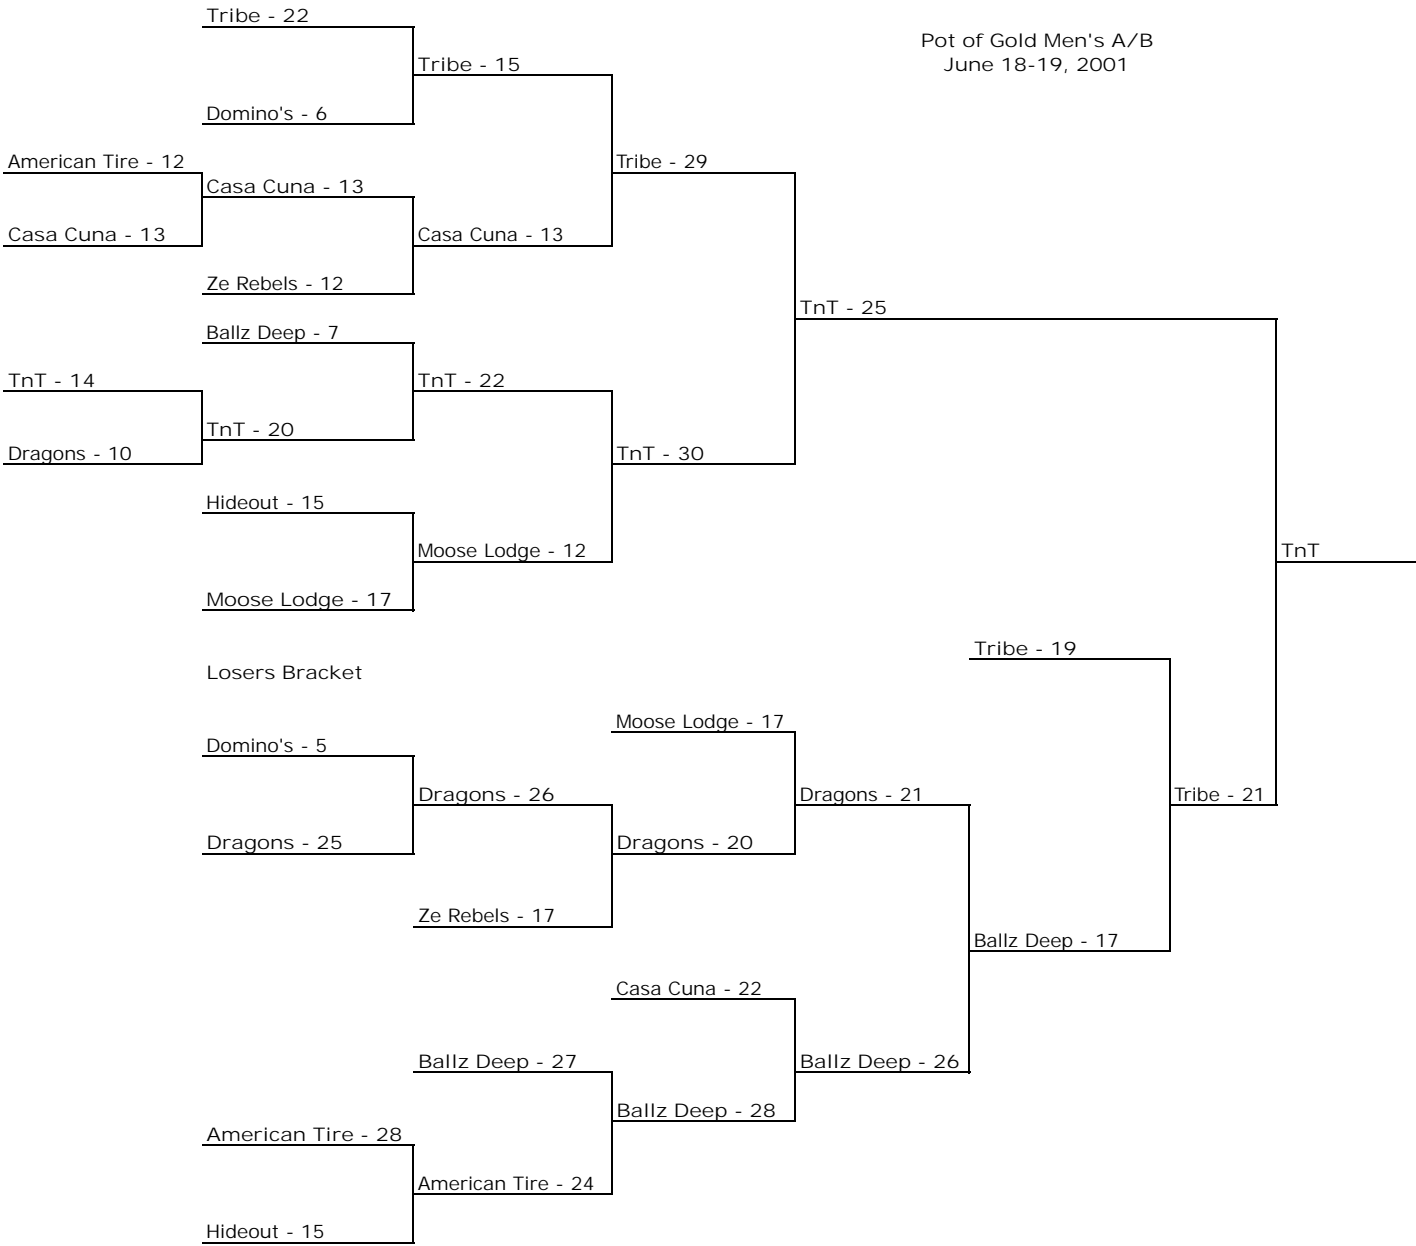 Tribe - 22
Pot of Gold Men's A/B
June 18-19, 2001
Tribe - 15
Domino's - 6
American Tire - 12
Tribe - 29
Casa Cuna - 13
Casa Cuna - 13
Casa Cuna - 13
Ze Rebels - 12
TnT - 25
Ballz Deep - 7
TnT - 14
TnT - 22
TnT - 20
Dragons - 10
TnT - 30
Hideout - 15
Moose Lodge - 12
TnT
Moose Lodge - 17
Tribe - 19
Losers Bracket
Moose Lodge - 17
Domino's - 5
Dragons - 26
Dragons - 21
Tribe - 21
Dragons - 25
Dragons - 20
Ze Rebels - 17
Ballz Deep - 17
Casa Cuna - 22
Ballz Deep - 27
Ballz Deep - 26
Ballz Deep - 28
American Tire - 28
American Tire - 24
Hideout - 15